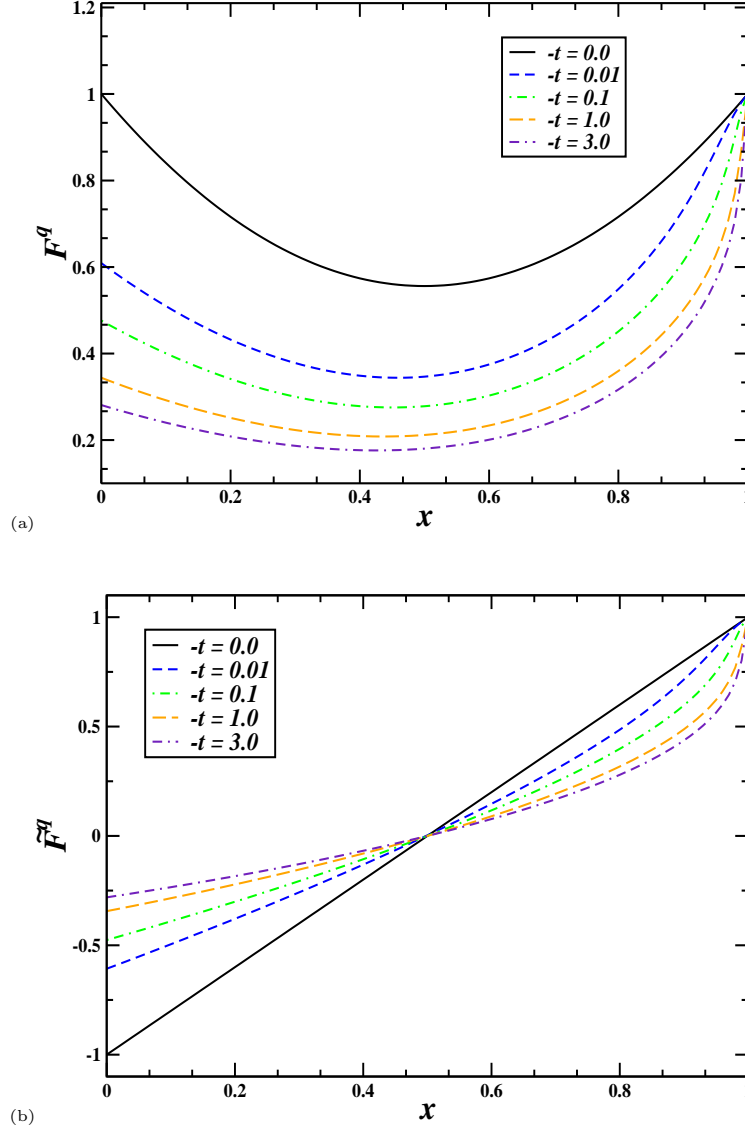 1.2
1
0.8
0.6
0.4
0.2
F^q
-t = 0.0
-t = 0.01
-t = 0.1
-t = 1.0
-t = 3.0
0 0.2 0.4 0.6 0.8
x
(a)
1
0.5
0
-0.5
-1
F̃^q
-t = 0.0
-t = 0.01
-t = 0.1
-t = 1.0
-t = 3.0
0 0.2 0.4 0.6 0.8
x
(b)